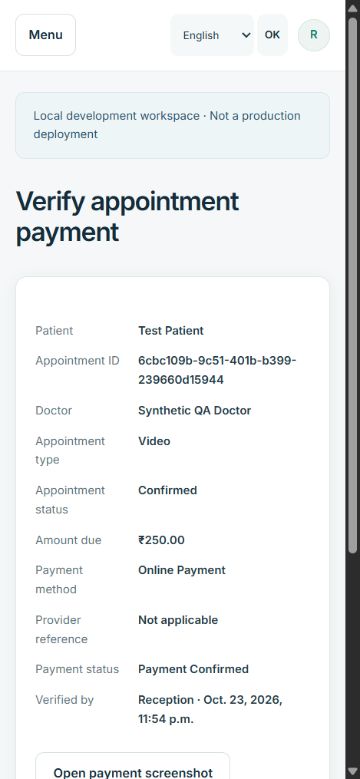 Menu
English
OK
R
Local development workspace · Not a production
deployment
Verify appointment
payment
Patient Test Patient
Appointment ID 6cbc109b-9c51-401b-b399-
239660d15944
Doctor Synthetic QA Doctor
Appointment Video
type
Appointment Confirmed
status
Amount due ₹250.00
Payment Online Payment
method
Provider Not applicable
reference
Payment status Payment Confirmed
Verified by Reception · Oct. 23, 2026,
11:54 p.m.
Open payment screenshot